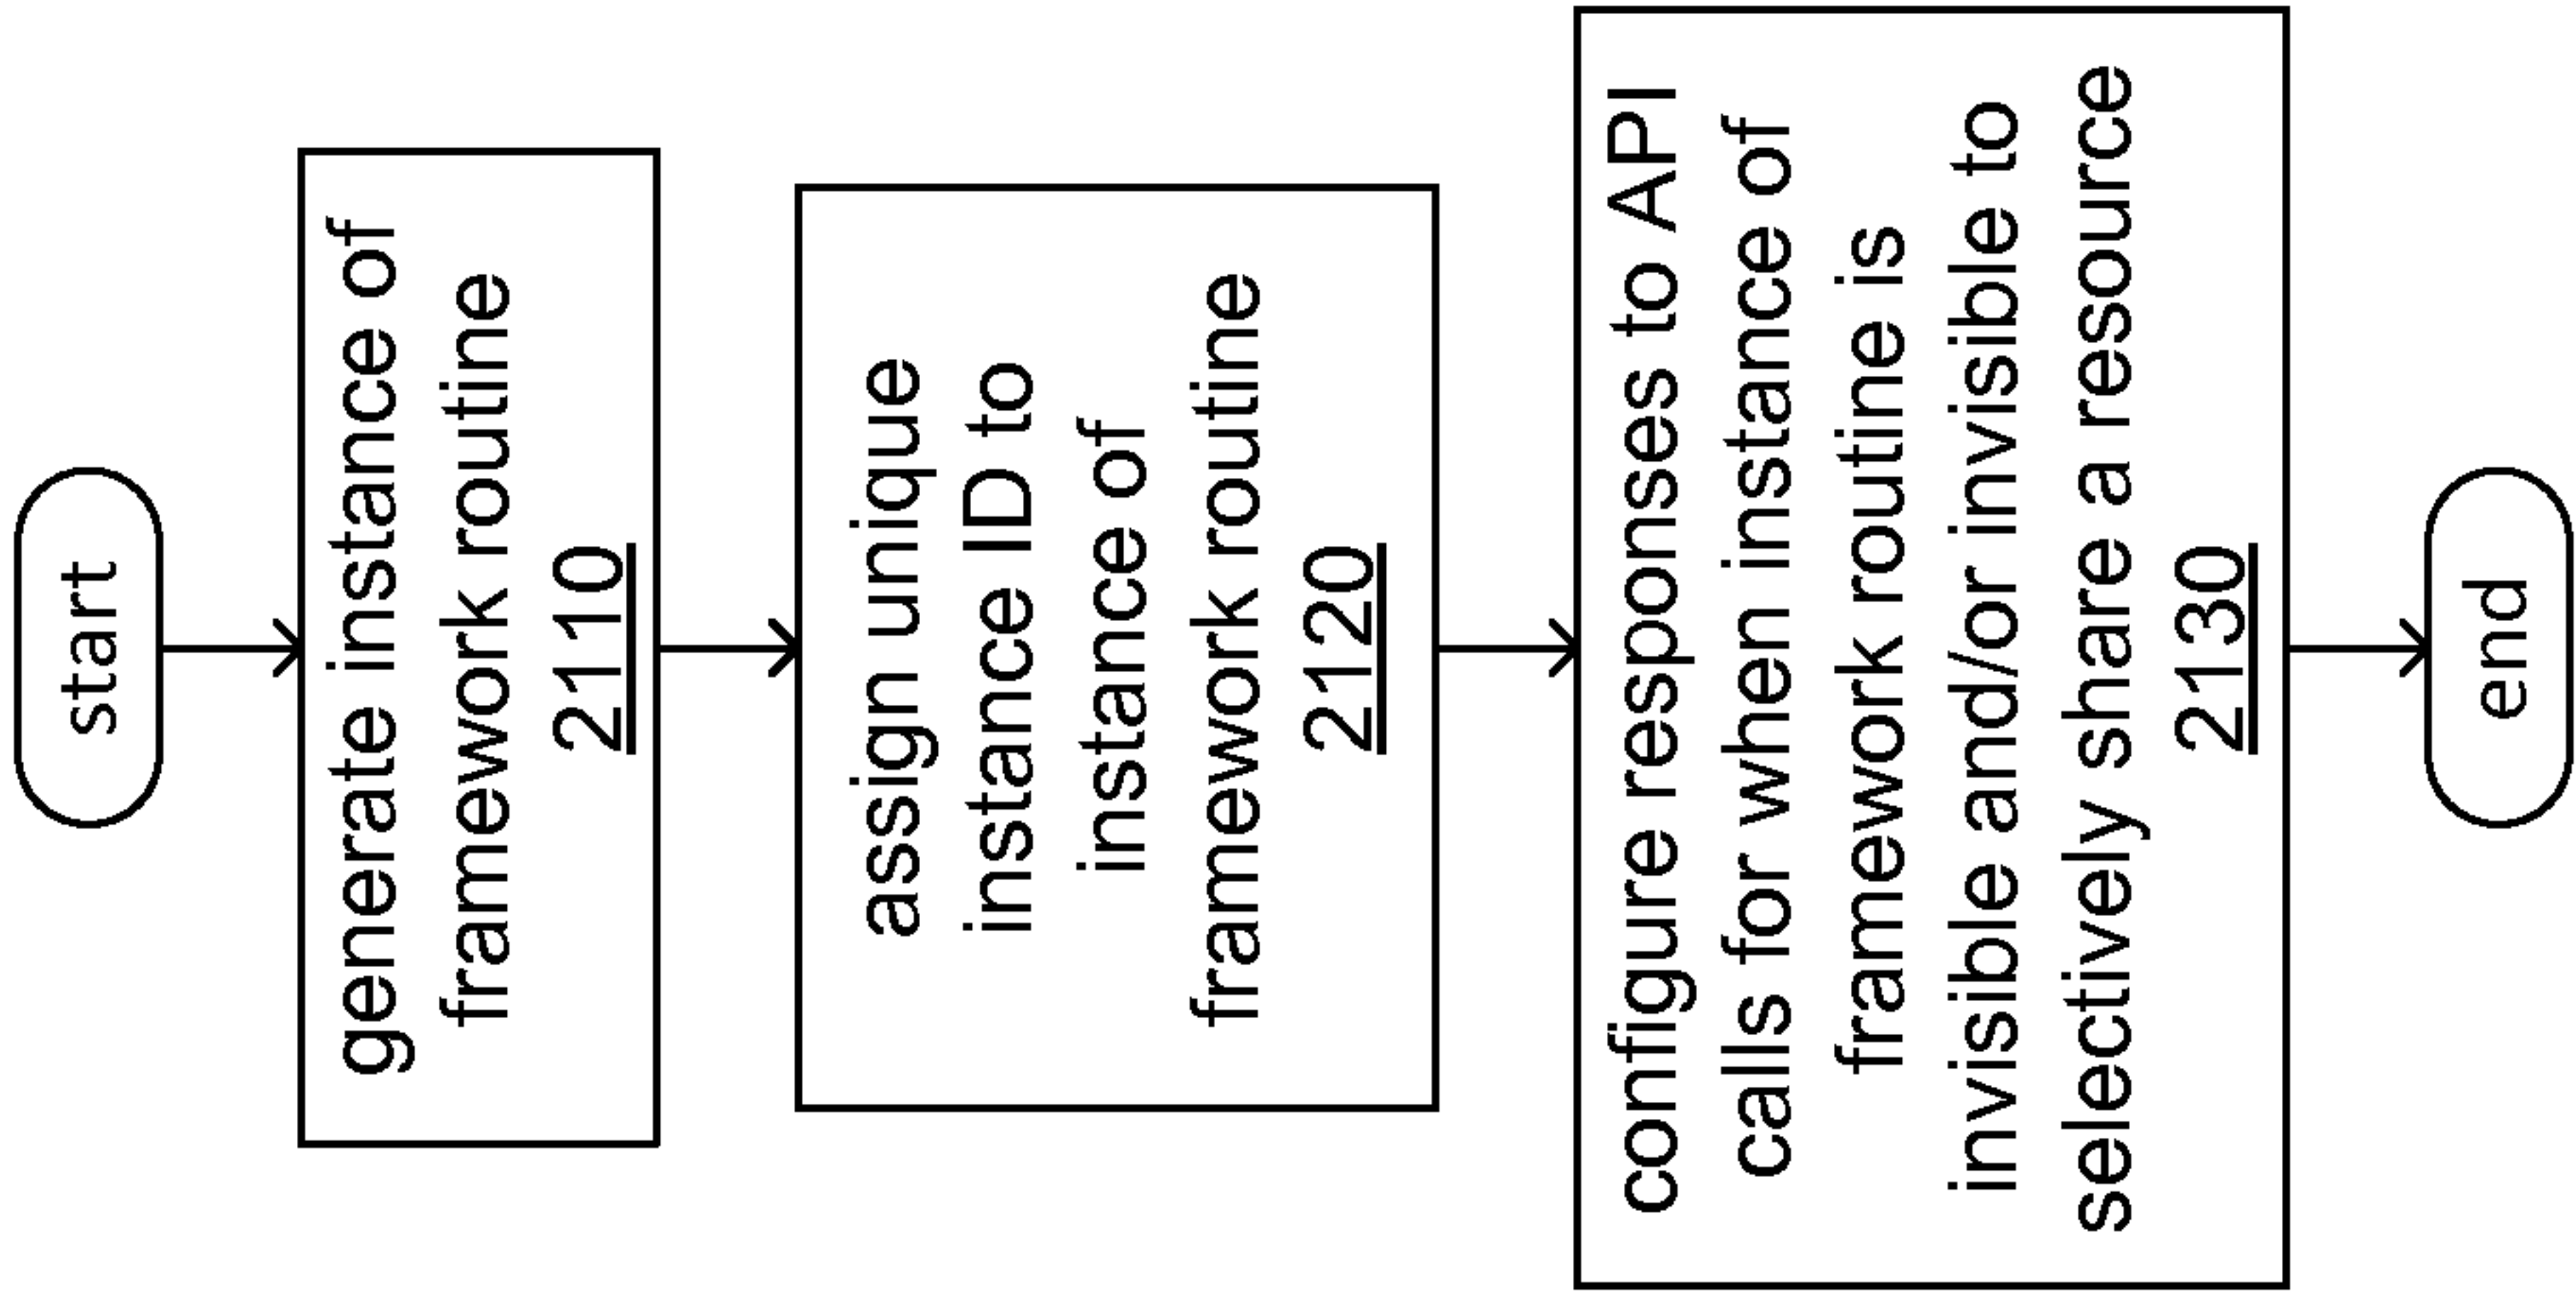 start
generate instance of
framework routine
2110
assign unique
instance ID to
instance of
framework routine
2120
configure responses to API
calls for when instance of
framework routine is
invisible and/or invisible to
selectively share a resource
2130
end